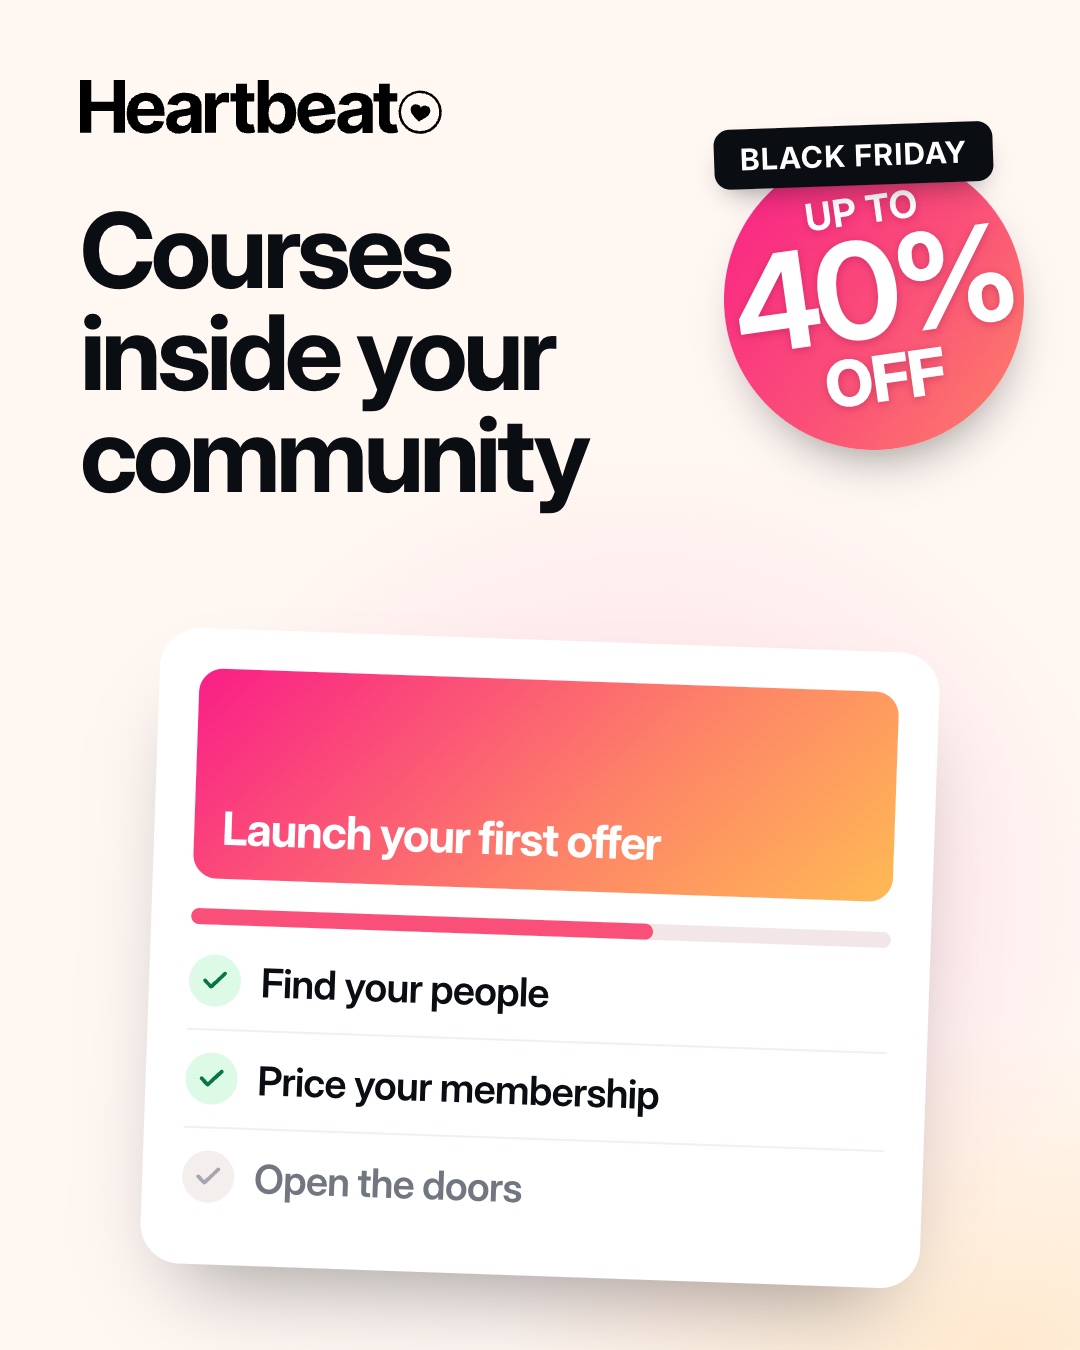 Heartbeat
BLACK FRIDAY
UP TO
40%
OFF
Courses
inside your
community
Launch your first offer
Find your people
Price your membership
Open the doors